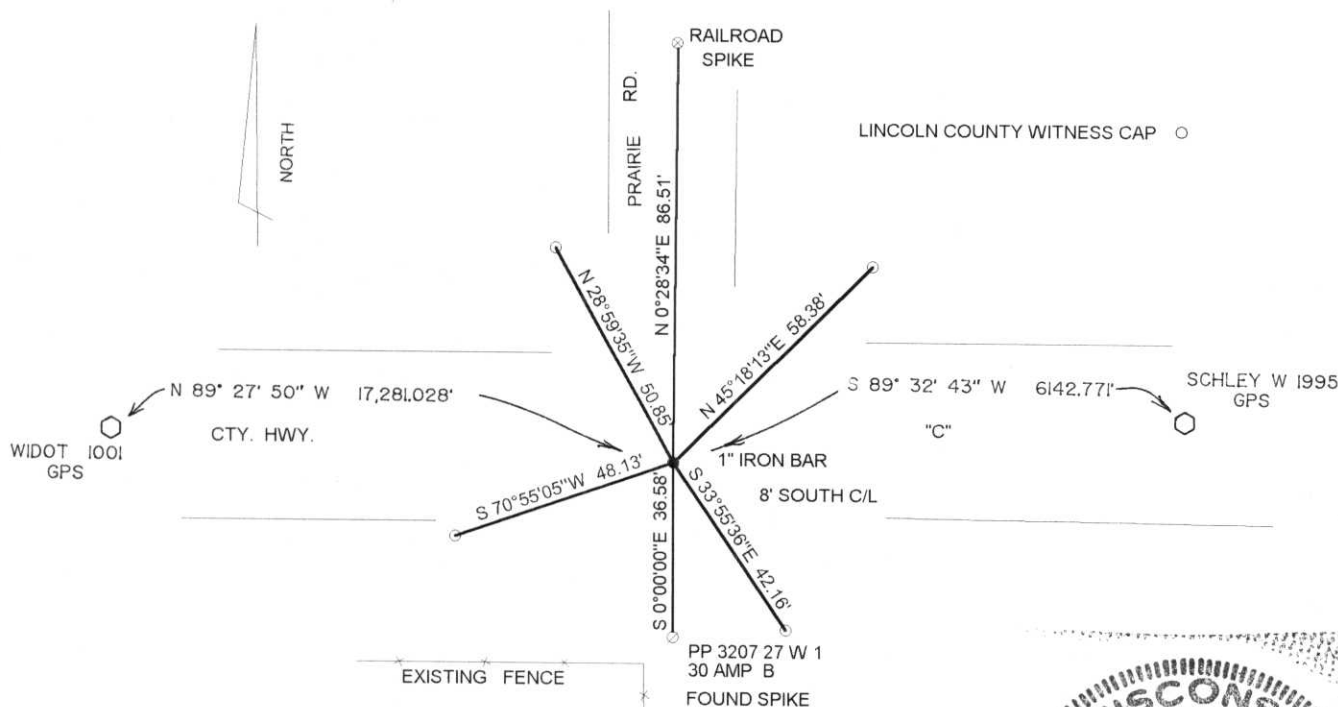 RAILROAD
SPIKE
PRAIRIE RD.
NORTH
LINCOLN COUNTY WITNESS CAP
N 0°28'34"E 86.51'
N 28°59'35"W 50.85'
N 45°18'13"E 58.38'
N 89° 27' 50" W 17,281.028'
S 89° 32' 43" W 6142.771'
SCHLEY W 1995
GPS
WIDOT 1001
GPS
CTY. HWY.
"C"
1" IRON BAR
8' SOUTH C/L
S 70°55'05"W 48.13'
S 0°00'00"E 36.58'
S 33°55'36"E 42.16'
PP 3207 27 W 1
30 AMP B
FOUND SPIKE
EXISTING FENCE